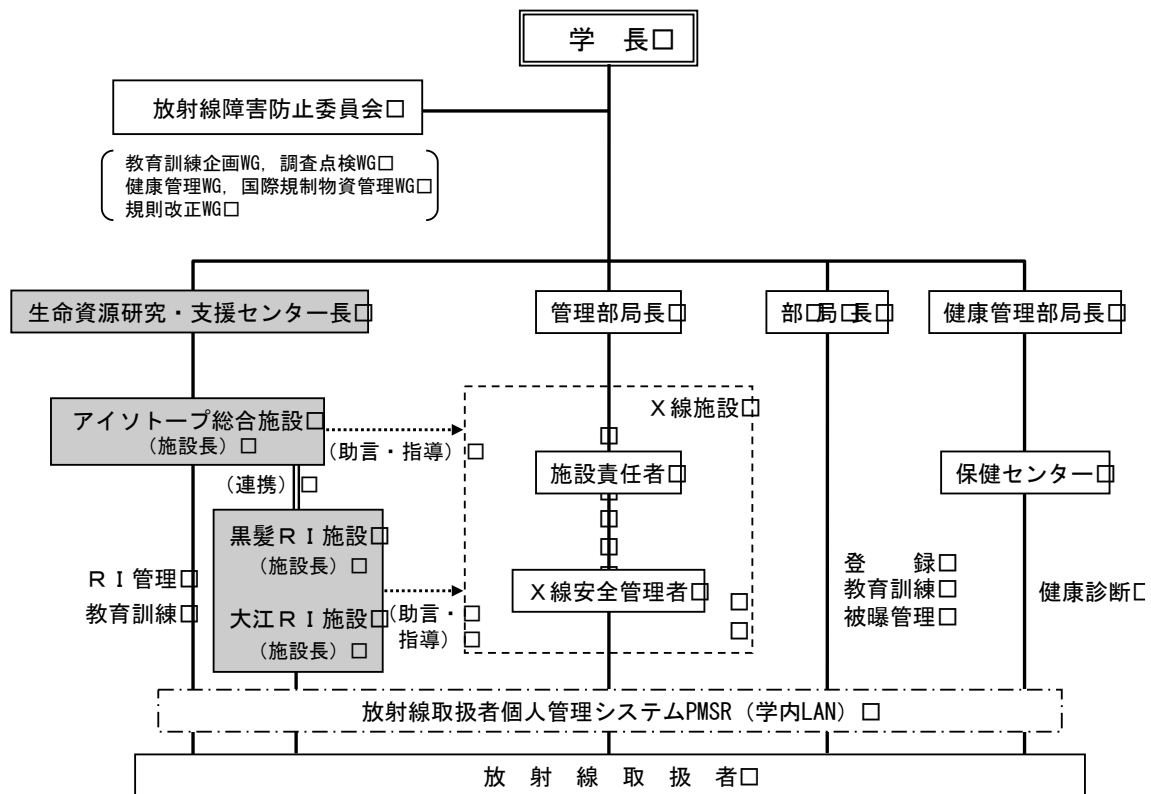 学　長
放射線障害防止委員会
教育訓練企画WG，調査点検WG
健康管理WG，国際規制物資管理WG
規則改正WG
生命資源研究・支援センター長
管理部局長
部局長
健康管理部局長
アイソトープ総合施設
（施設長）
（助言・指導）
X線施設
施設責任者
保健センター
（連携）
黒髪ＲＩ施設
（施設長）
ＲＩ管理
教育訓練
大江ＲＩ施設
（施設長）
（助言・
指導）
X線安全管理者
登　　録
教育訓練
被曝管理
健康診断
放射線取扱者個人管理システムPMSR（学内LAN）
放　射　線　取　扱　者